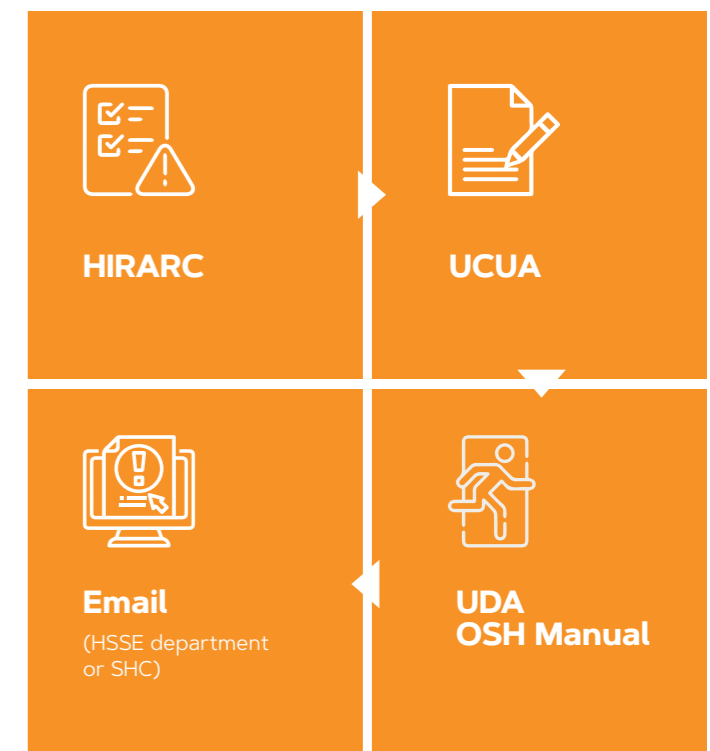 HIRARC
UCUA
Email
(HSSE department
or SHC)
UDA
OSH Manual